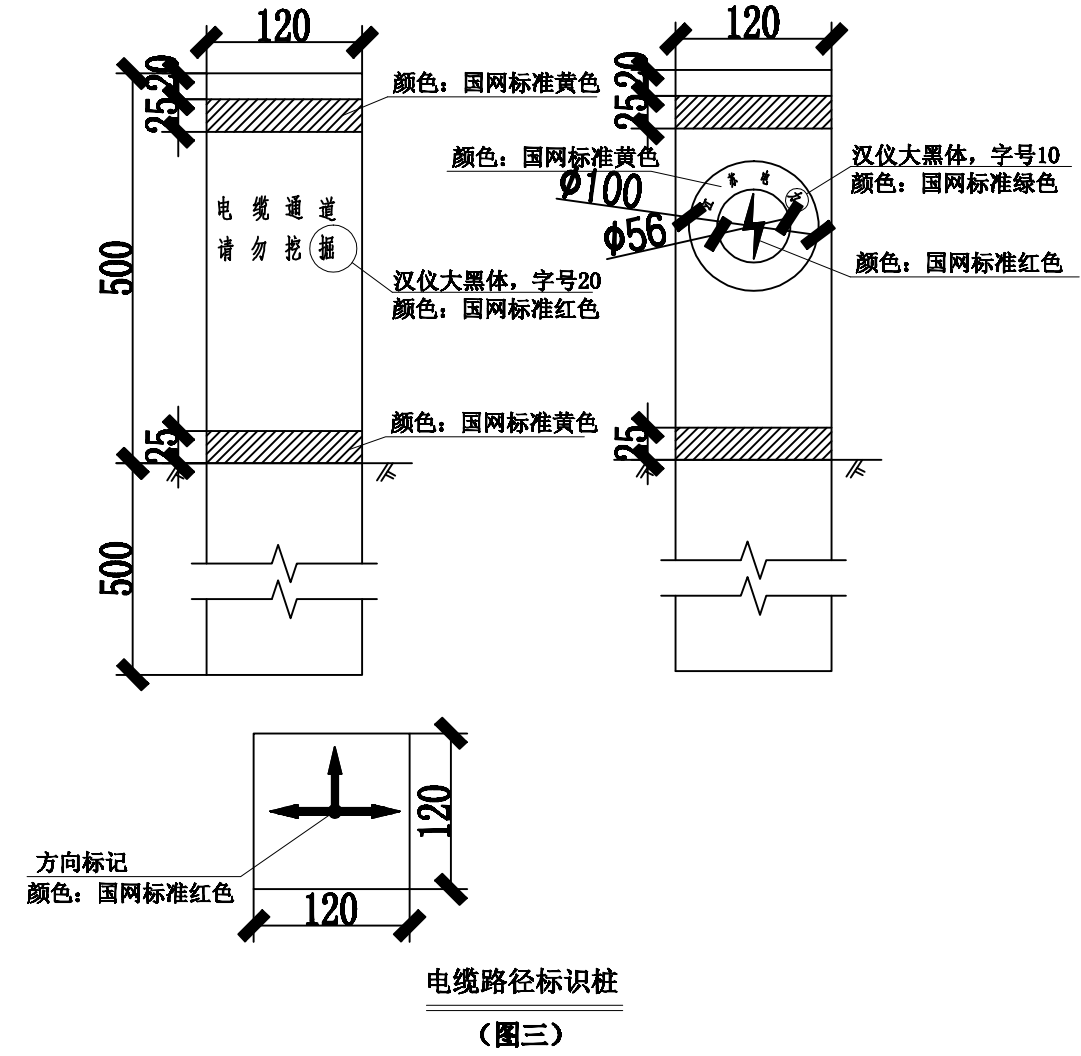 120
20
25
颜色：国网标准黄色
电缆通道
请勿挖掘
汉仪大黑体，字号20
颜色：国网标准红色
500
颜色：国网标准黄色
25
500
120
20
25
颜色：国网标准黄色
江苏电力
汉仪大黑体，字号10
颜色：国网标准绿色
ϕ100
ϕ56
颜色：国网标准红色
25
120
方向标记
颜色：国网标准红色
120
电缆路径标识桩
（图三）